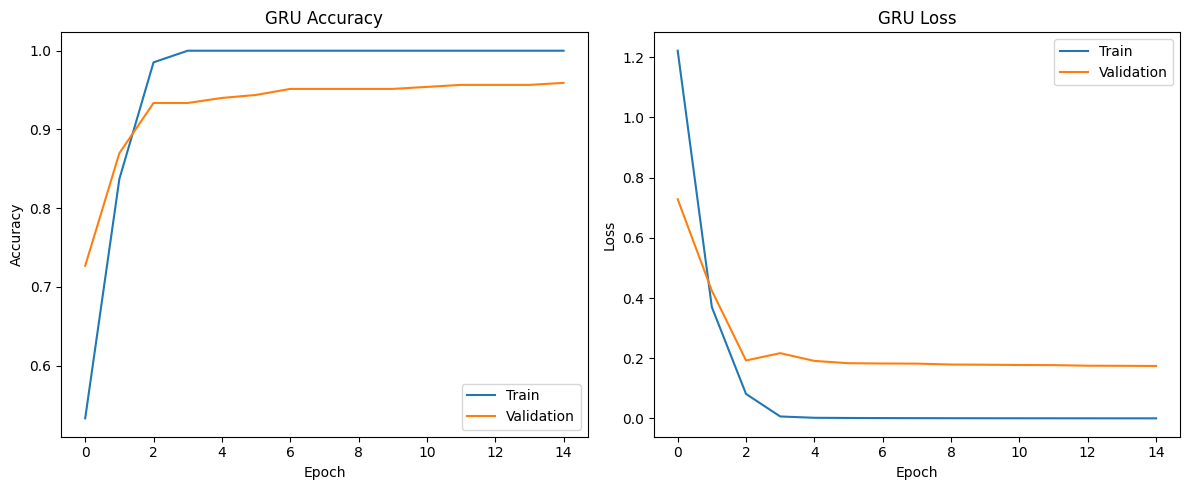 GRU Accuracy
Accuracy
1.0
0.9
0.8
0.7
0.6
0 2 4 6 8 10 12 14
Epoch
Train
Validation
GRU Loss
Loss
1.2
1.0
0.8
0.6
0.4
0.2
0.0
0 2 4 6 8 10 12 14
Epoch
Train
Validation